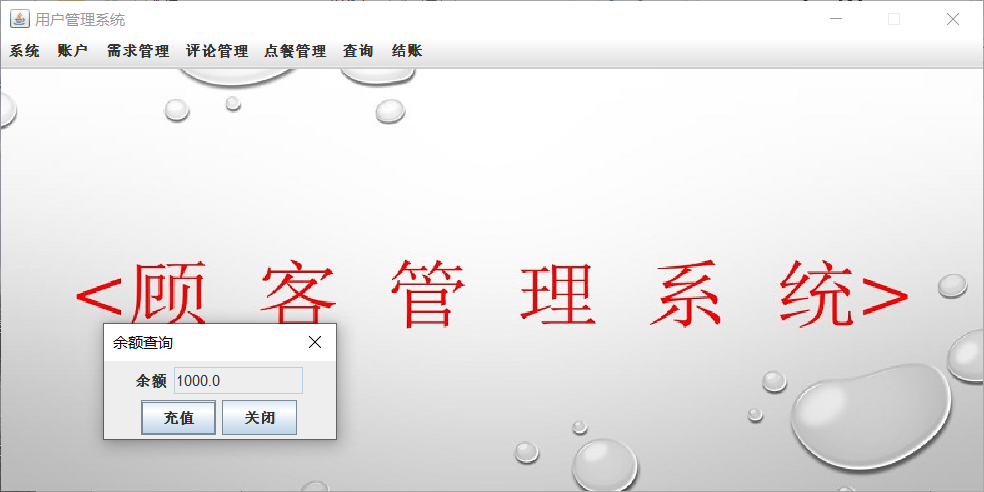 用户管理系统
系统 账户 需求管理 评论管理 点餐管理 查询 结账
<顾 客 管 理 系 统>
余额查询
余额 1000.0
充值 关闭